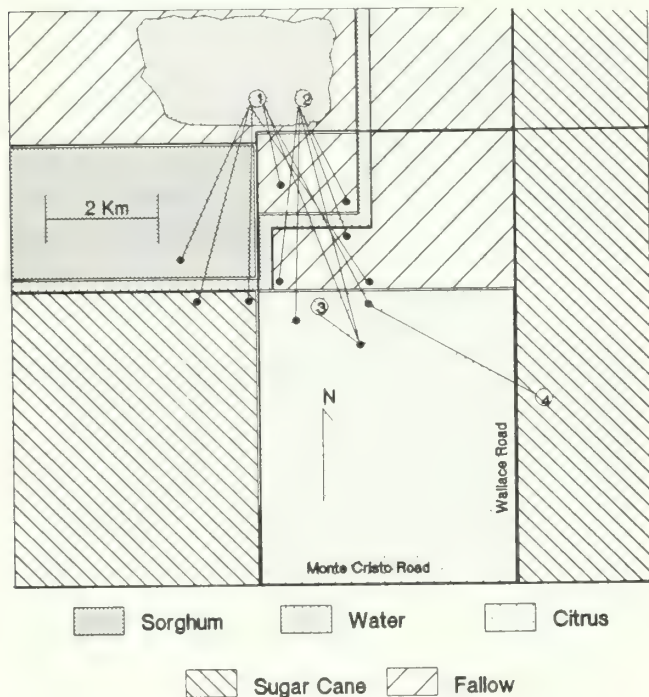 1 2
2 Km
3
N
4
Wallace Road
Monte Cristo Road
Sorghum Water Citrus
Sugar Cane Fallow